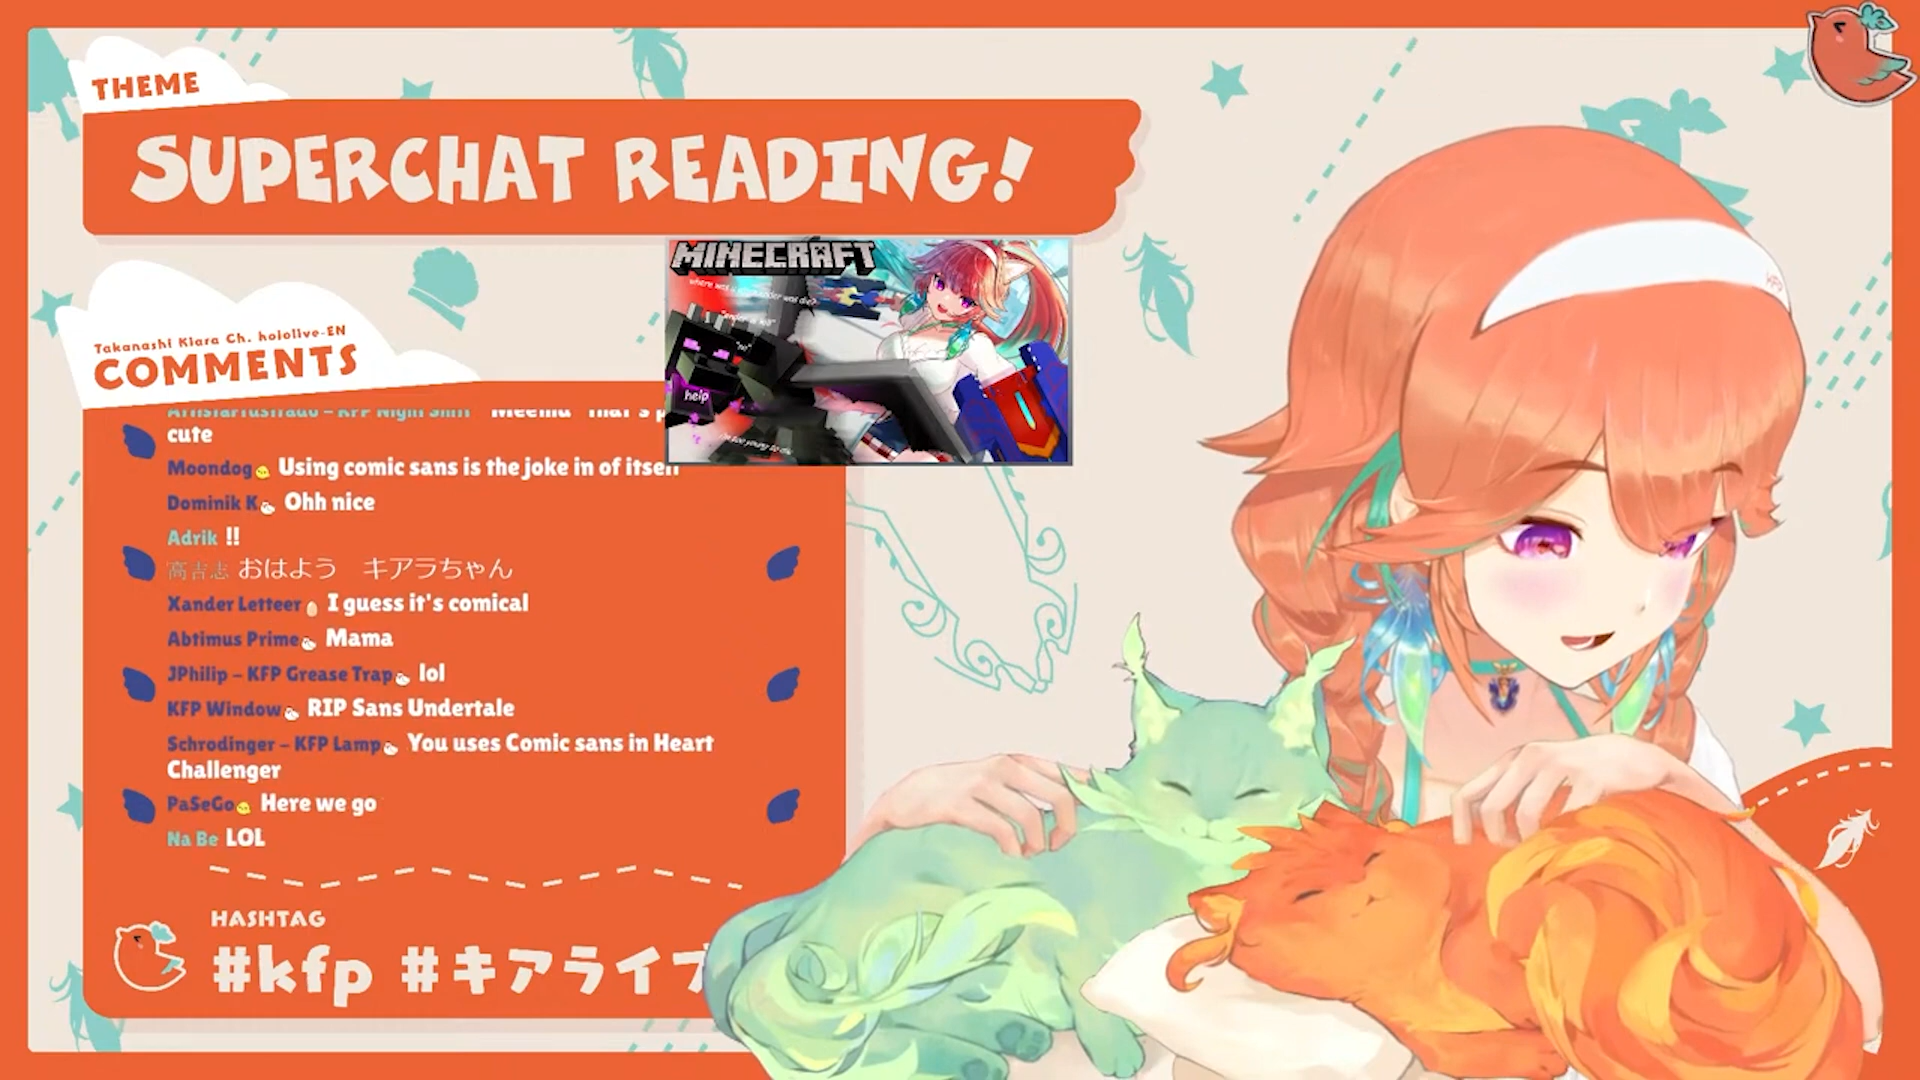 THEME
SUPERCHAT READING!
MINECRAFT
help
Takanashi Kiara Ch. hololive-EN
COMMENTS
cute
Moondog Using comic sans is the joke in of itself
Dominik K Ohh nice
Adrik !!
高吉志 おはよう　キアラちゃん
Xander Letteer I guess it's comical
Abtimus Prime Mama
JPhilip - KFP Grease Trap lol
KFP Window RIP Sans Undertale
Schrodinger - KFP Lamp You uses Comic sans in Heart
Challenger
PaSeGo Here we go
Na Be LOL
HASHTAG
#kfp #キアライブ